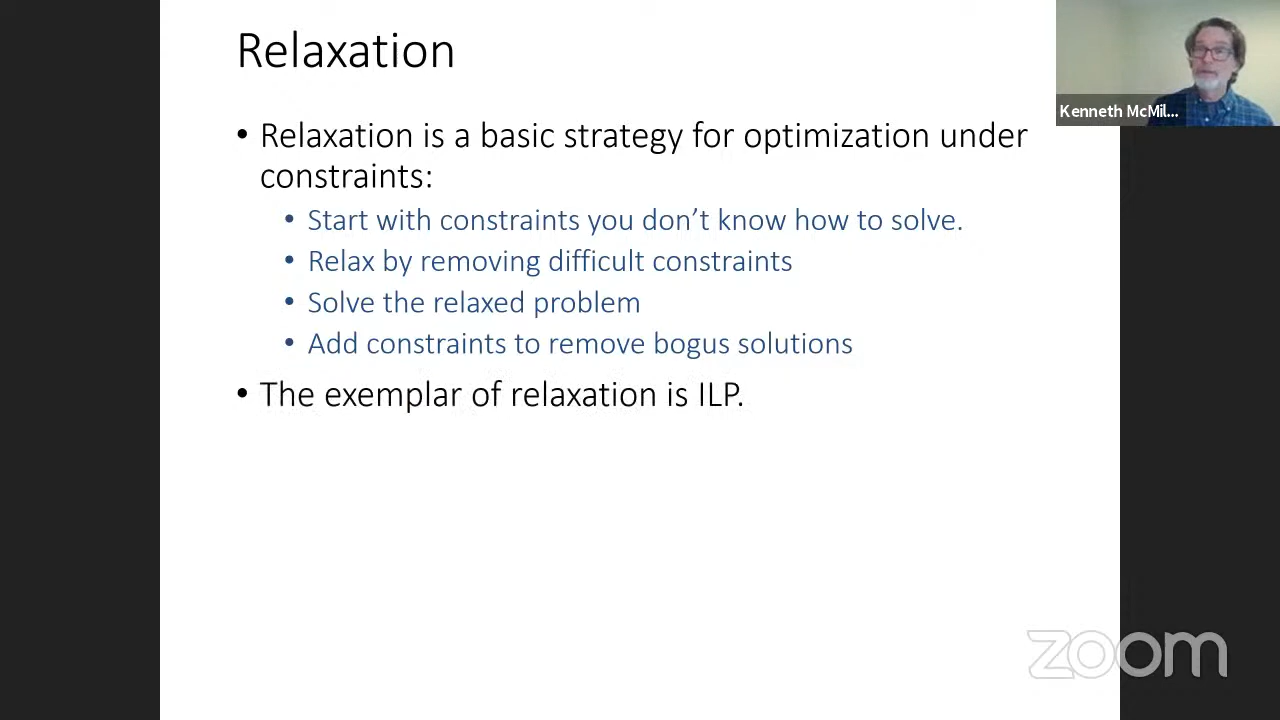 Relaxation
• Relaxation is a basic strategy for optimization under
constraints:
• Start with constraints you don’t know how to solve.
• Relax by removing difficult constraints
• Solve the relaxed problem
• Add constraints to remove bogus solutions
• The exemplar of relaxation is ILP.
Kenneth McMil...
zoom